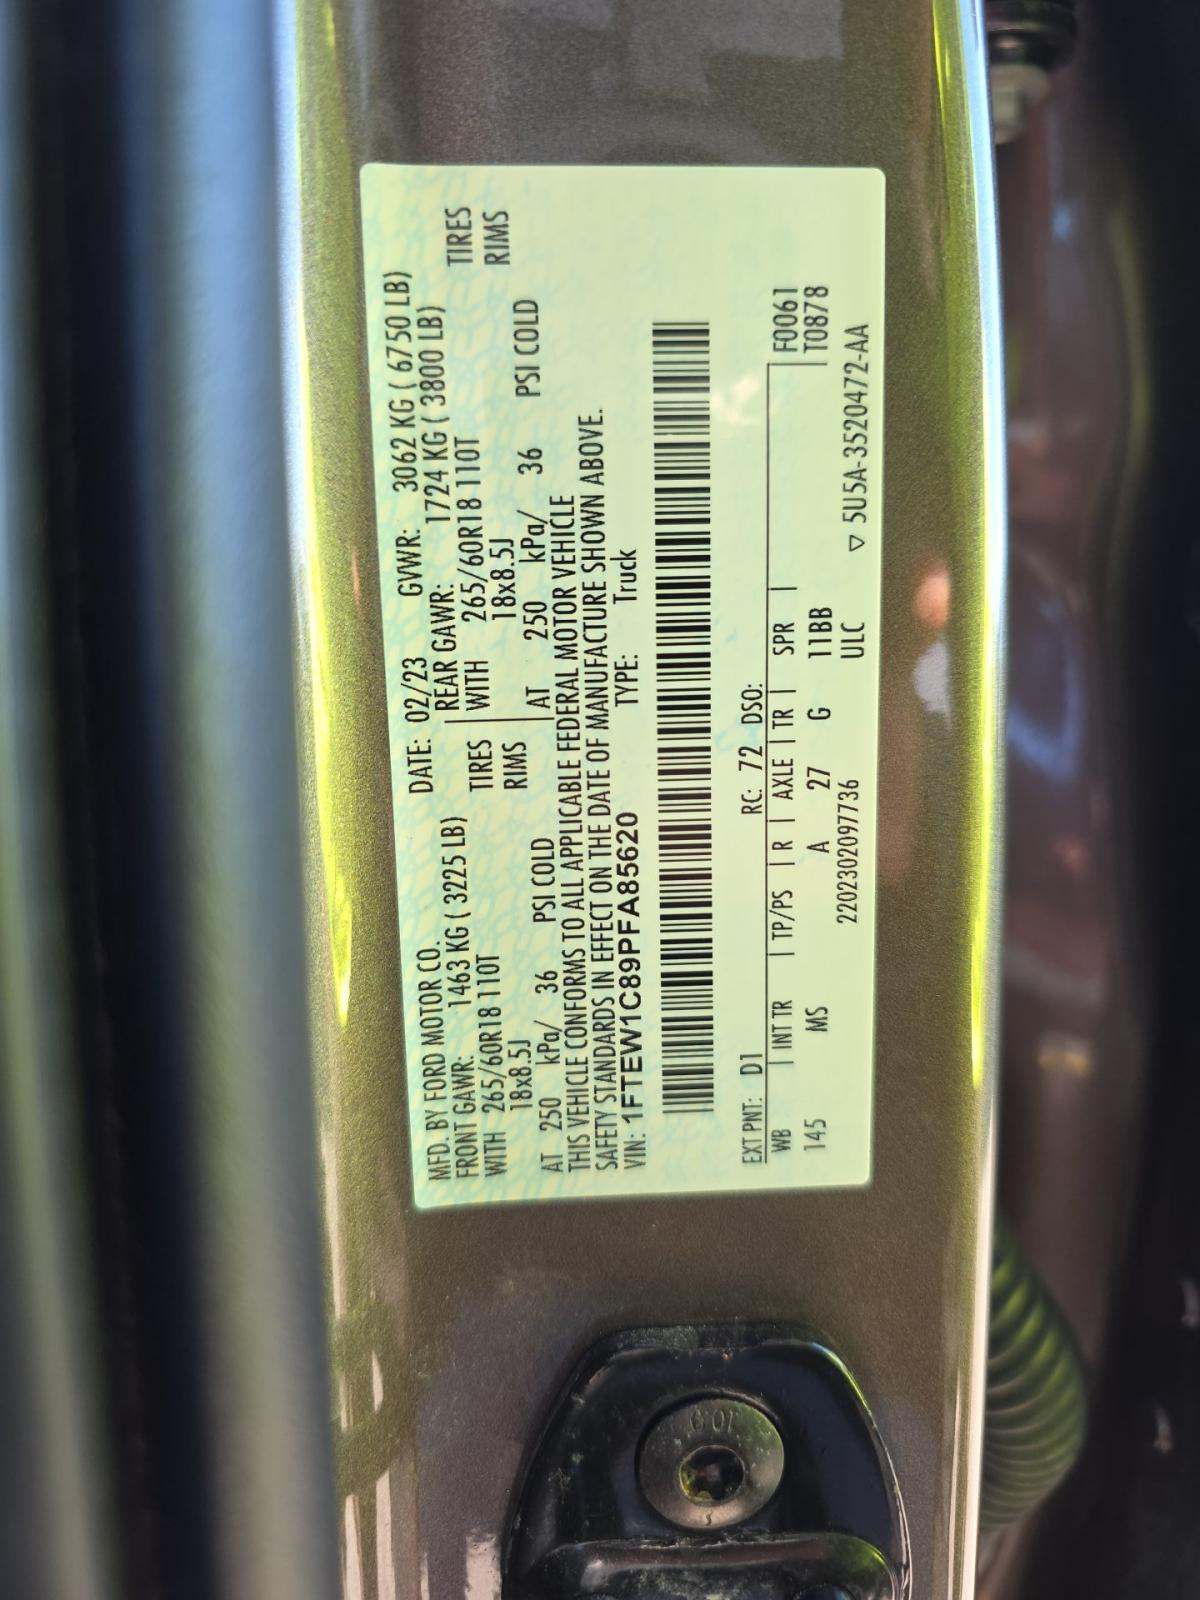 MFD. BY FORD MOTOR CO. DATE: 02/23 GVWR: 3062 KG ( 6750 LB)
FRONT GAWR: 1463 KG ( 3225 LB) REAR GAWR: 1724 KG ( 3800 LB)
WITH 265/60R18 110T TIRES WITH 265/60R18 110T TIRES
18x8.5J RIMS 18x8.5J RIMS
AT 250 kPa/ 36 PSI COLD AT 250 kPa/ 36 PSI COLD
THIS VEHICLE CONFORMS TO ALL APPLICABLE FEDERAL MOTOR VEHICLE
SAFETY STANDARDS IN EFFECT ON THE DATE OF MANUFACTURE SHOWN ABOVE.
VIN: 1FTEW1C89PFA85620 TYPE: Truck
EXT PNT: D1 RC: 72 DSO:
WB INT TR TP/PS R AXLE TR SPR F0061
145 MS A 27 G 11BB T0878
2202302097736 ULC ▽ 5U5A-3520472-AA